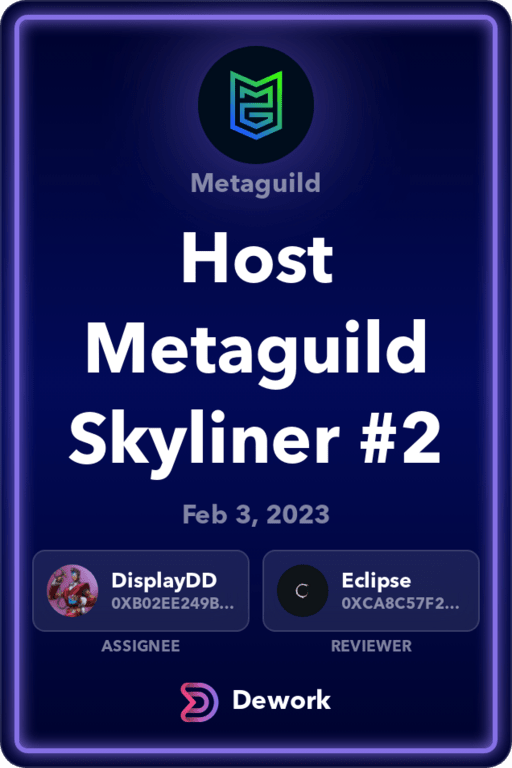 Metaguild
Host
Metaguild
Skyliner #2
Feb 3, 2023
DisplayDD
0XB02EE249B...
ASSIGNEE
Eclipse
0XCA8C57F2...
REVIEWER
Dework